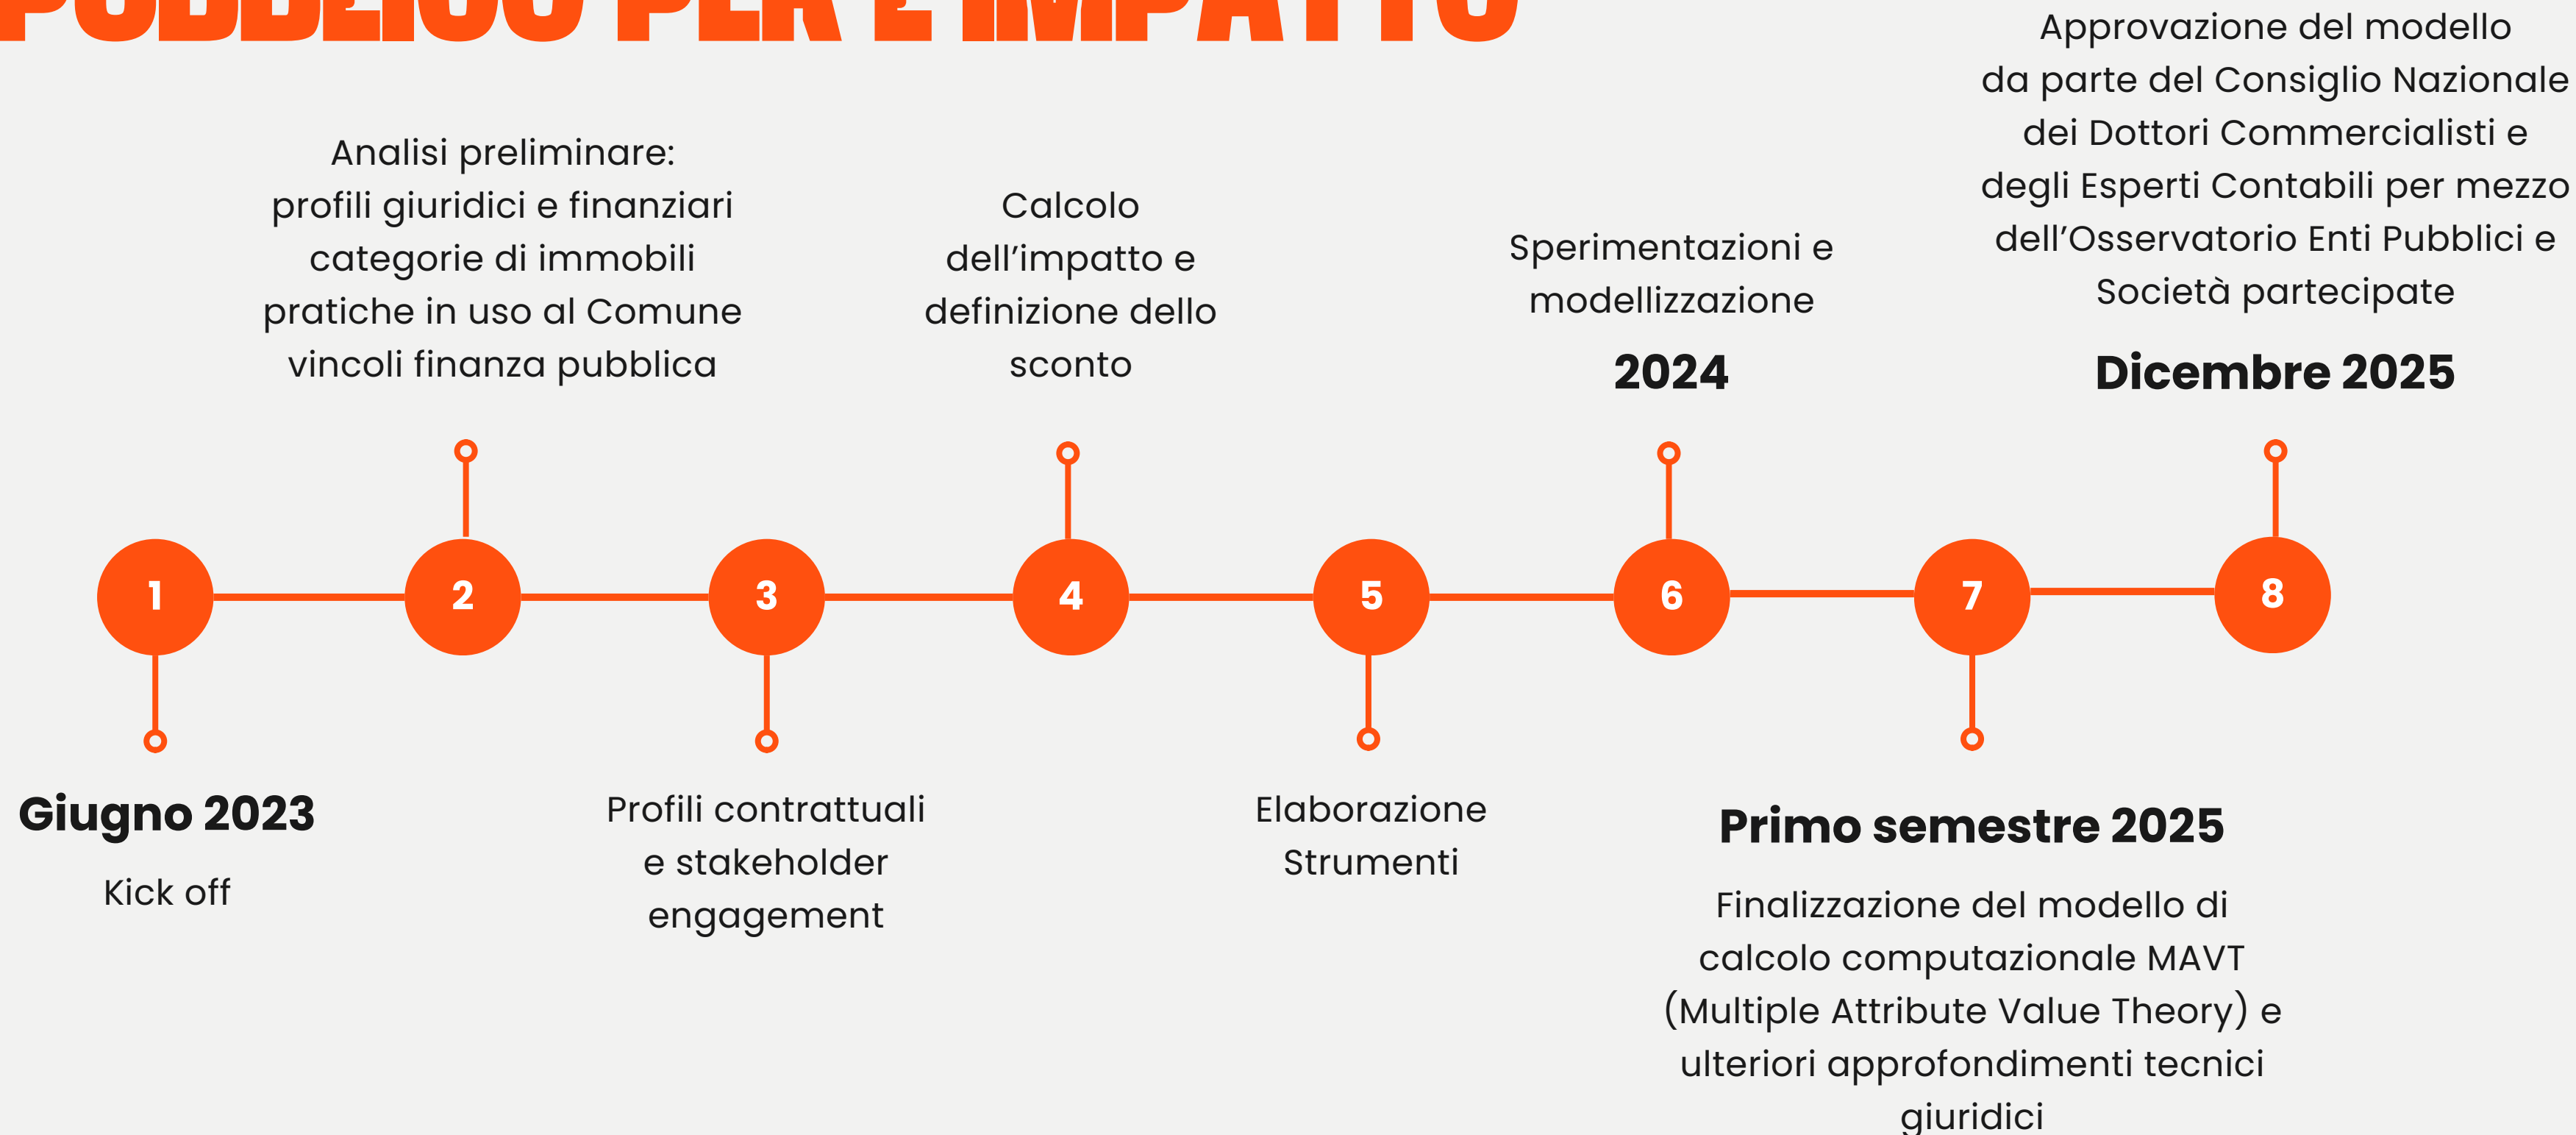 PUBBLICO PER IMPATTO
1
Giugno 2023
Kick off
Analisi preliminare:
profili giuridici e finanziari
categorie di immobili
pratiche in uso al Comune
vincoli finanza pubblica
2
3
Profili contrattuali
e stakeholder
engagement
Calcolo
dell’impatto e
definizione dello
sconto
4
5
Elaborazione
Strumenti
Sperimentazioni e
modellizzazione
2024
6
7
Primo semestre 2025
Finalizzazione del modello di
calcolo computazionale MAVT
(Multiple Attribute Value Theory) e
ulteriori approfondimenti tecnici
giuridici
Approvazione del modello
da parte del Consiglio Nazionale
dei Dottori Commercialisti e
degli Esperti Contabili per mezzo
dell’Osservatorio Enti Pubblici e
Società partecipate
Dicembre 2025
8